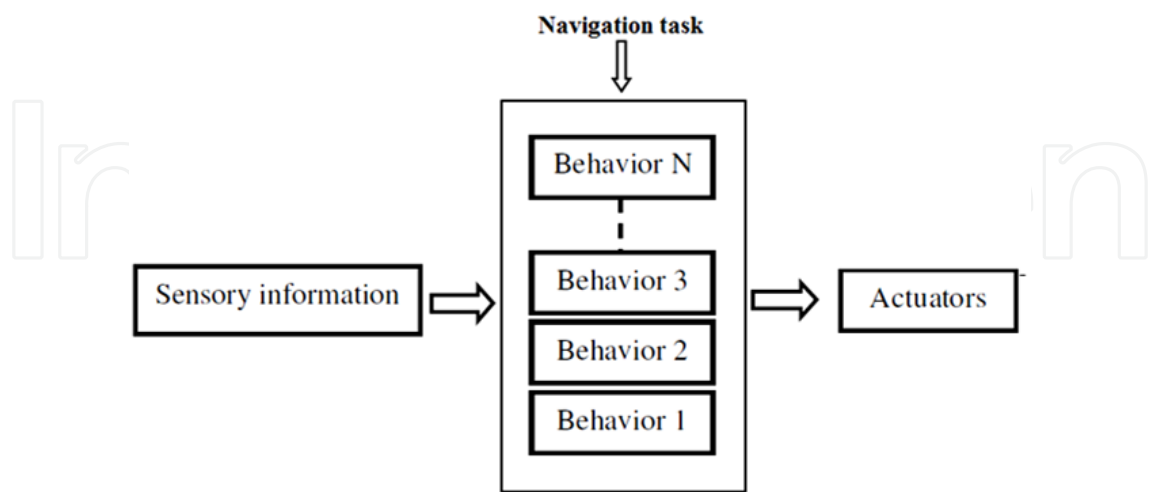 Navigation task
Behavior N
Sensory information
Behavior 3
Actuators
Behavior 2
Behavior 1